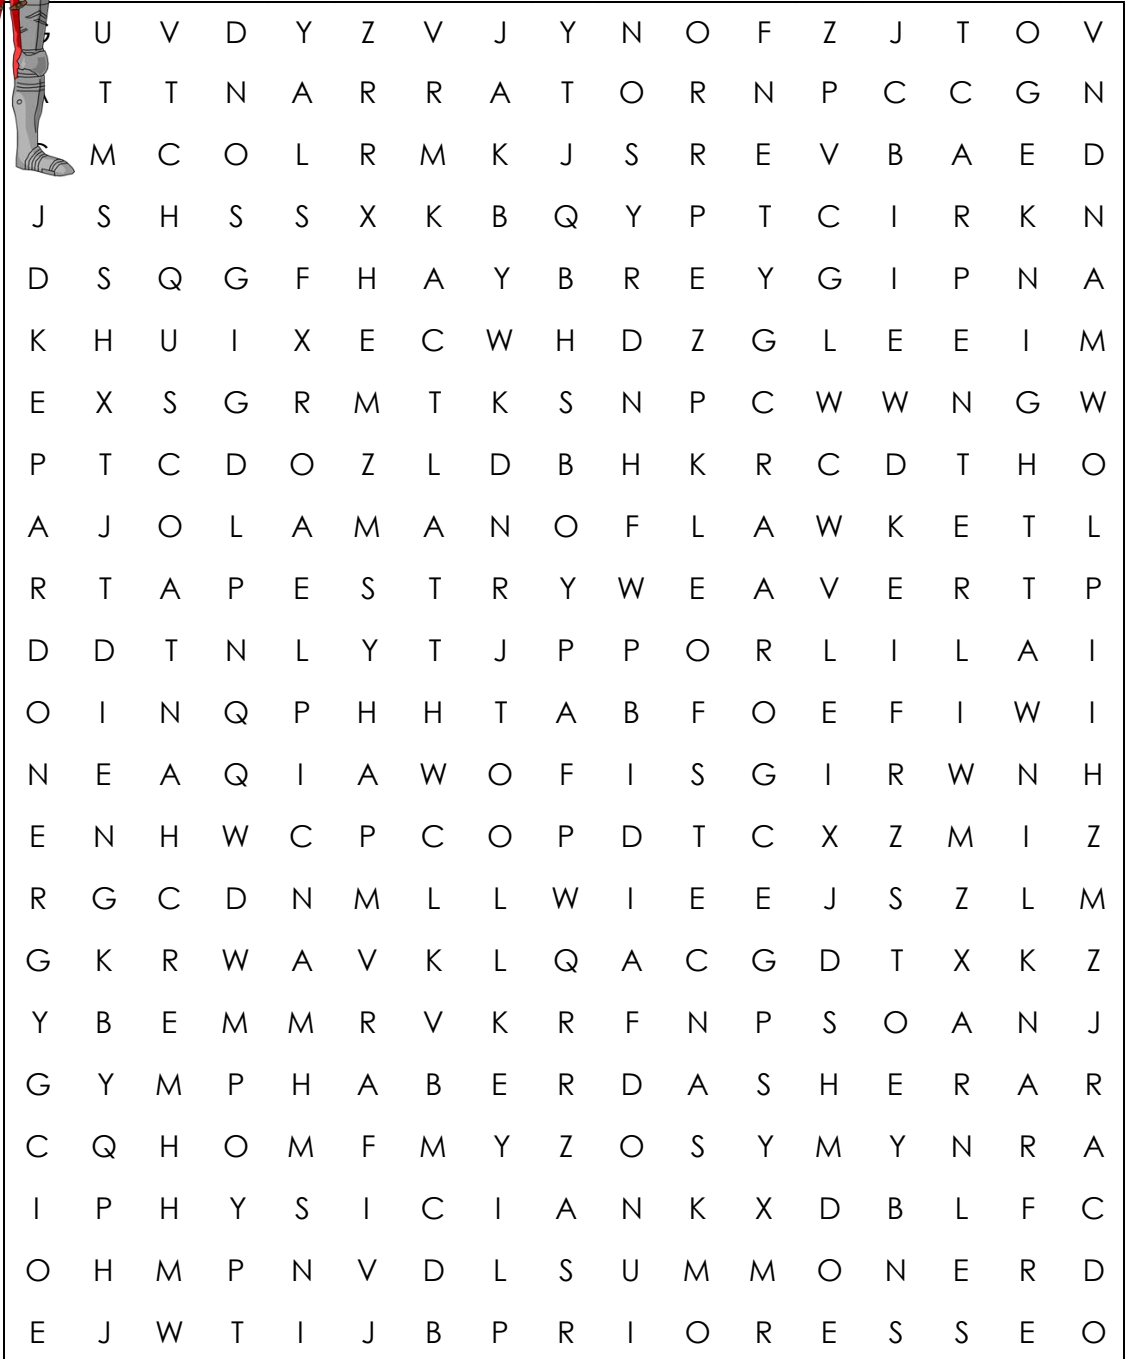 U V D Y Z V J Y N O F Z J T O V
T T N A R R A T O R N P C C G N
M C O L R M K J S R E V B A E D
J S H S S X K B Q Y P T C I R K N
D S Q G F H A Y B R E Y G I P N A
K H U I X E C W H D Z G L E E I M
E X S G R M T K S N P C W W N G W
P T C D O Z L D B H K R C D T H O
A J O L A M A N O F L A W K E T L
R T A P E S T R Y W E A V E R T P
D D T N L Y T J P P O R L I L A I
O I N Q P H H T A B F O E F I W I
N E A Q I A W O F I S G I R W N H
E N H W C P C O P D T C X Z M I Z
R G C D N M L L W I E E J S Z L M
G K R W A V K L Q A C G D T X K Z
Y B E M M R V K R F N P S O A N J
G Y M P H A B E R D A S H E R A R
C Q H O M F M Y Z O S Y M Y N R A
I P H Y S I C I A N K X D B L F C
O H M P N V D L S U M M O N E R D
E J W T I J B P R I O R E S S E O